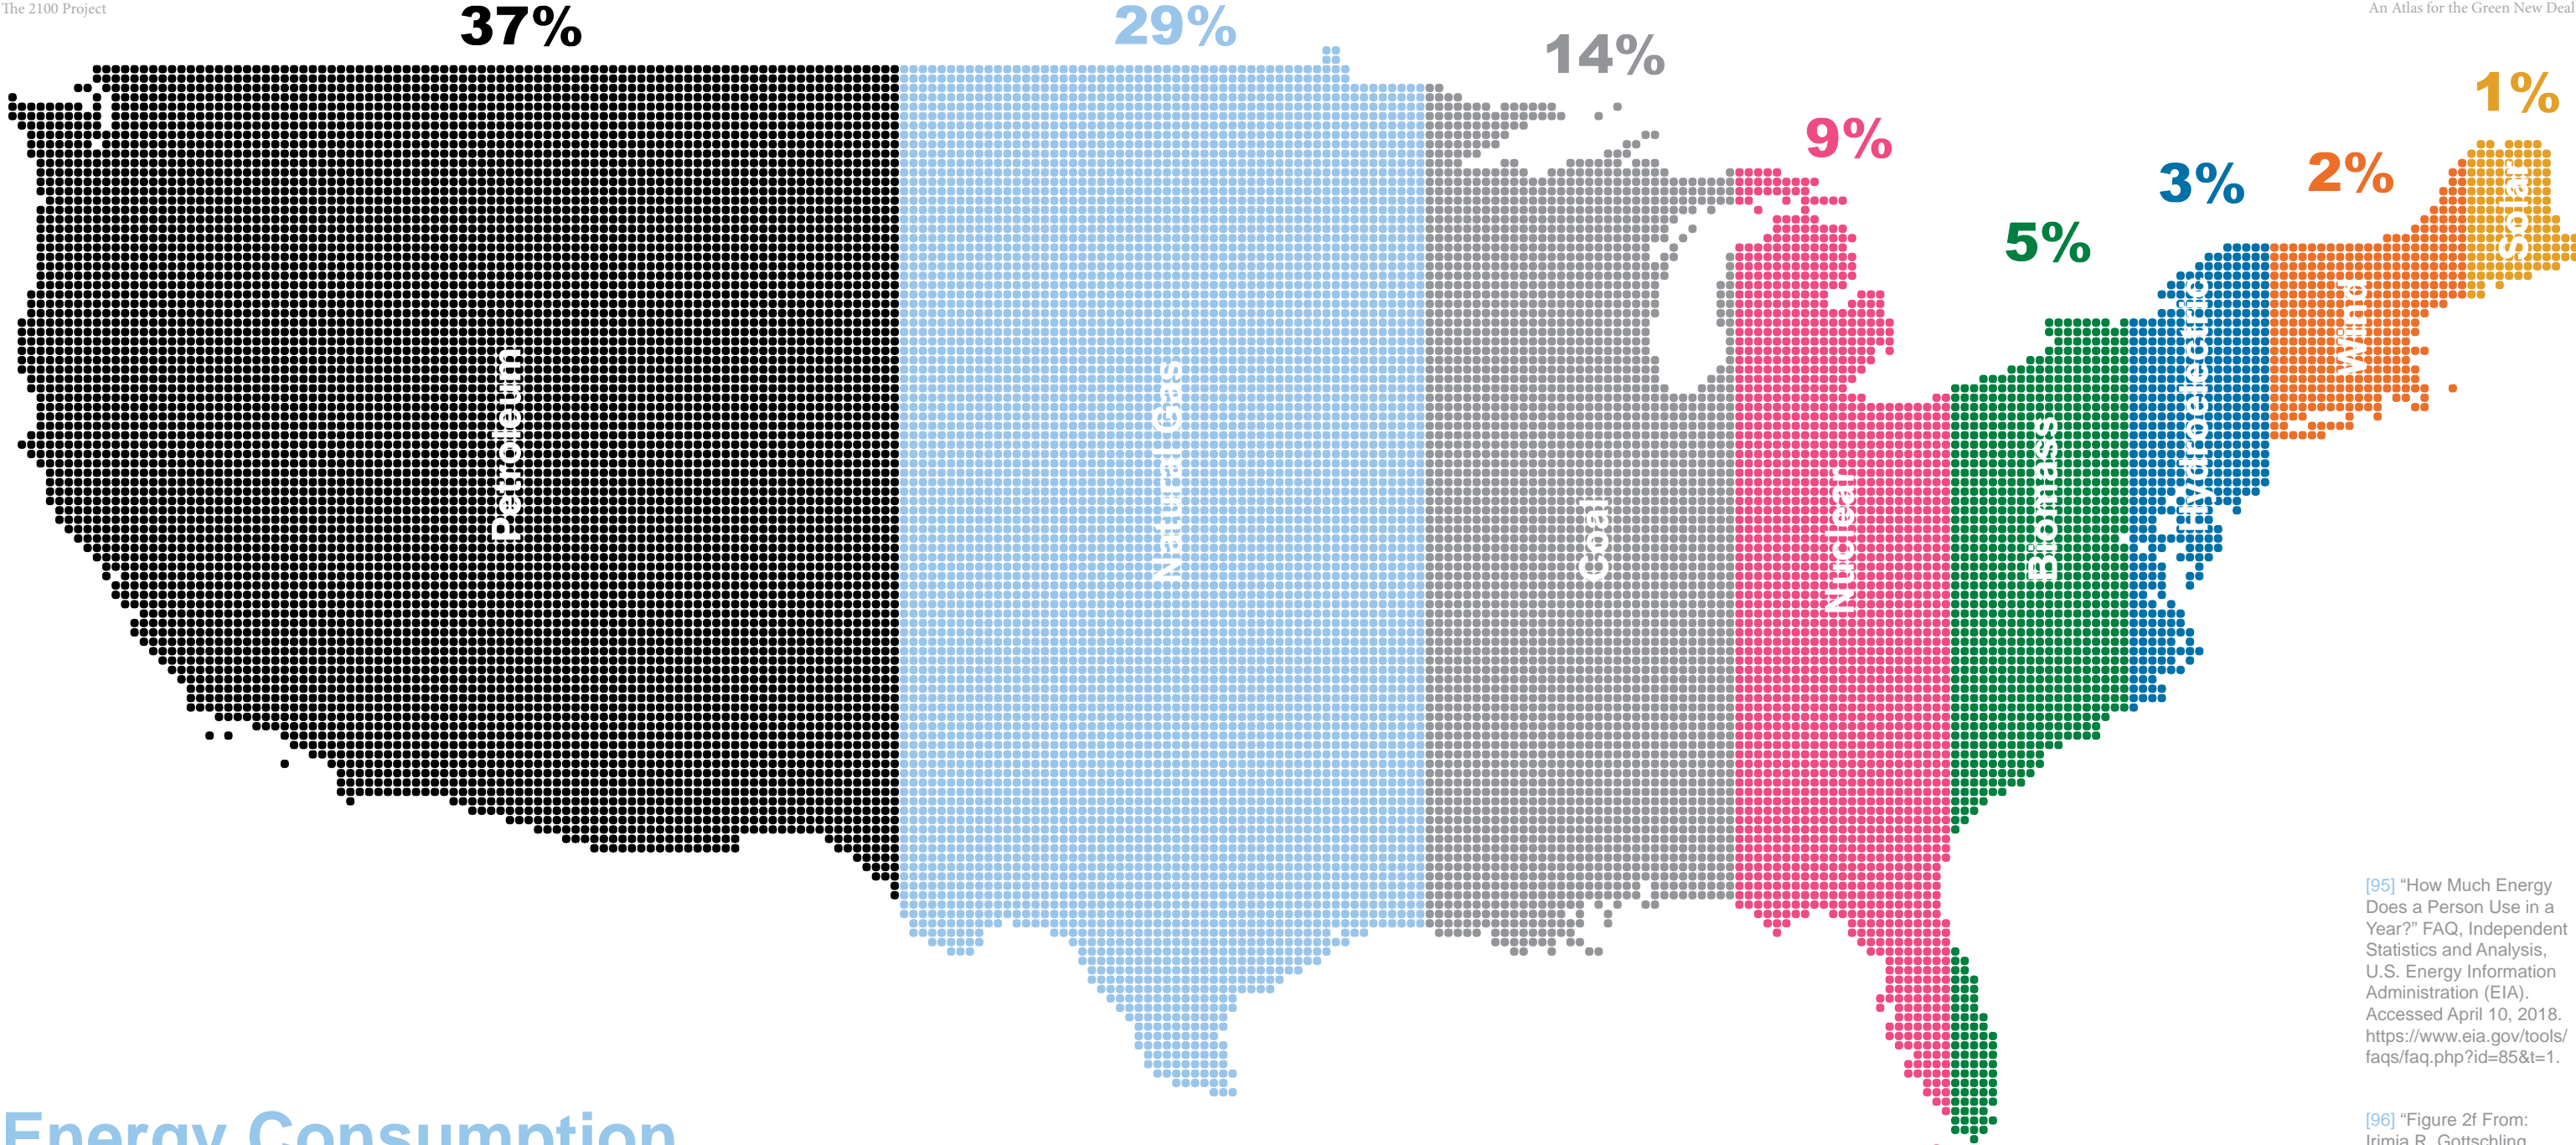 The 2100 Project
An Atlas for the Green New Deal
37%
29%
14%
9%
5%
3%
2%
1%
Petroleum
Natural Gas
Coal
Nuclear
Biomass
Hydroelectric
Wind
Solar
[95] “How Much Energy
Does a Person Use in a
Year?” FAQ, Independent
Statistics and Analysis,
U.S. Energy Information
Administration (EIA).
Accessed April 10, 2018.
https://www.eia.gov/tools/
faqs/faq.php?id=85&t=1.
[96] “Figure 2f From:
Irimia R, Gottschling
Energy Consumption